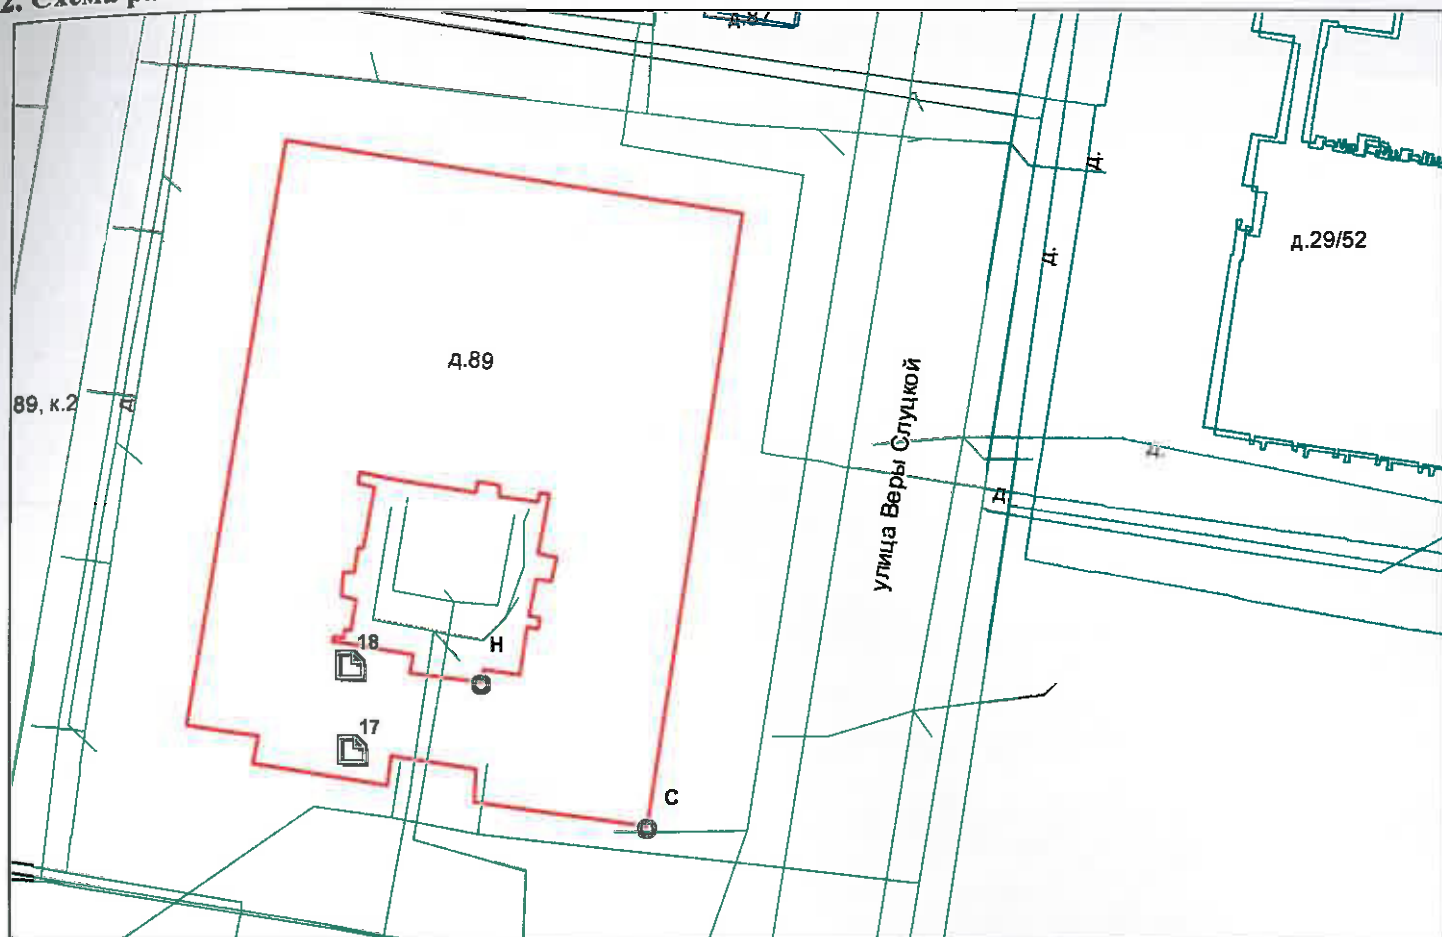 2. Схема
д.87
Д.
д.29/52
Д.
д.89
89, к.2
Д.
улица Веры Слуцкой
Д.
Д.
18
Н
17
С